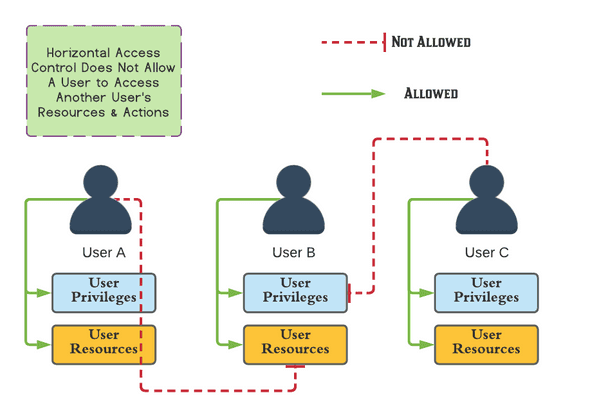 Horizontal Access
Control Does Not Allow
A User to Access
Another User's
Resources & Actions
Not Allowed
Allowed
User A
User B
User C
User
Privileges
User
Privileges
User
Privileges
User
Resources
User
Resources
User
Resources